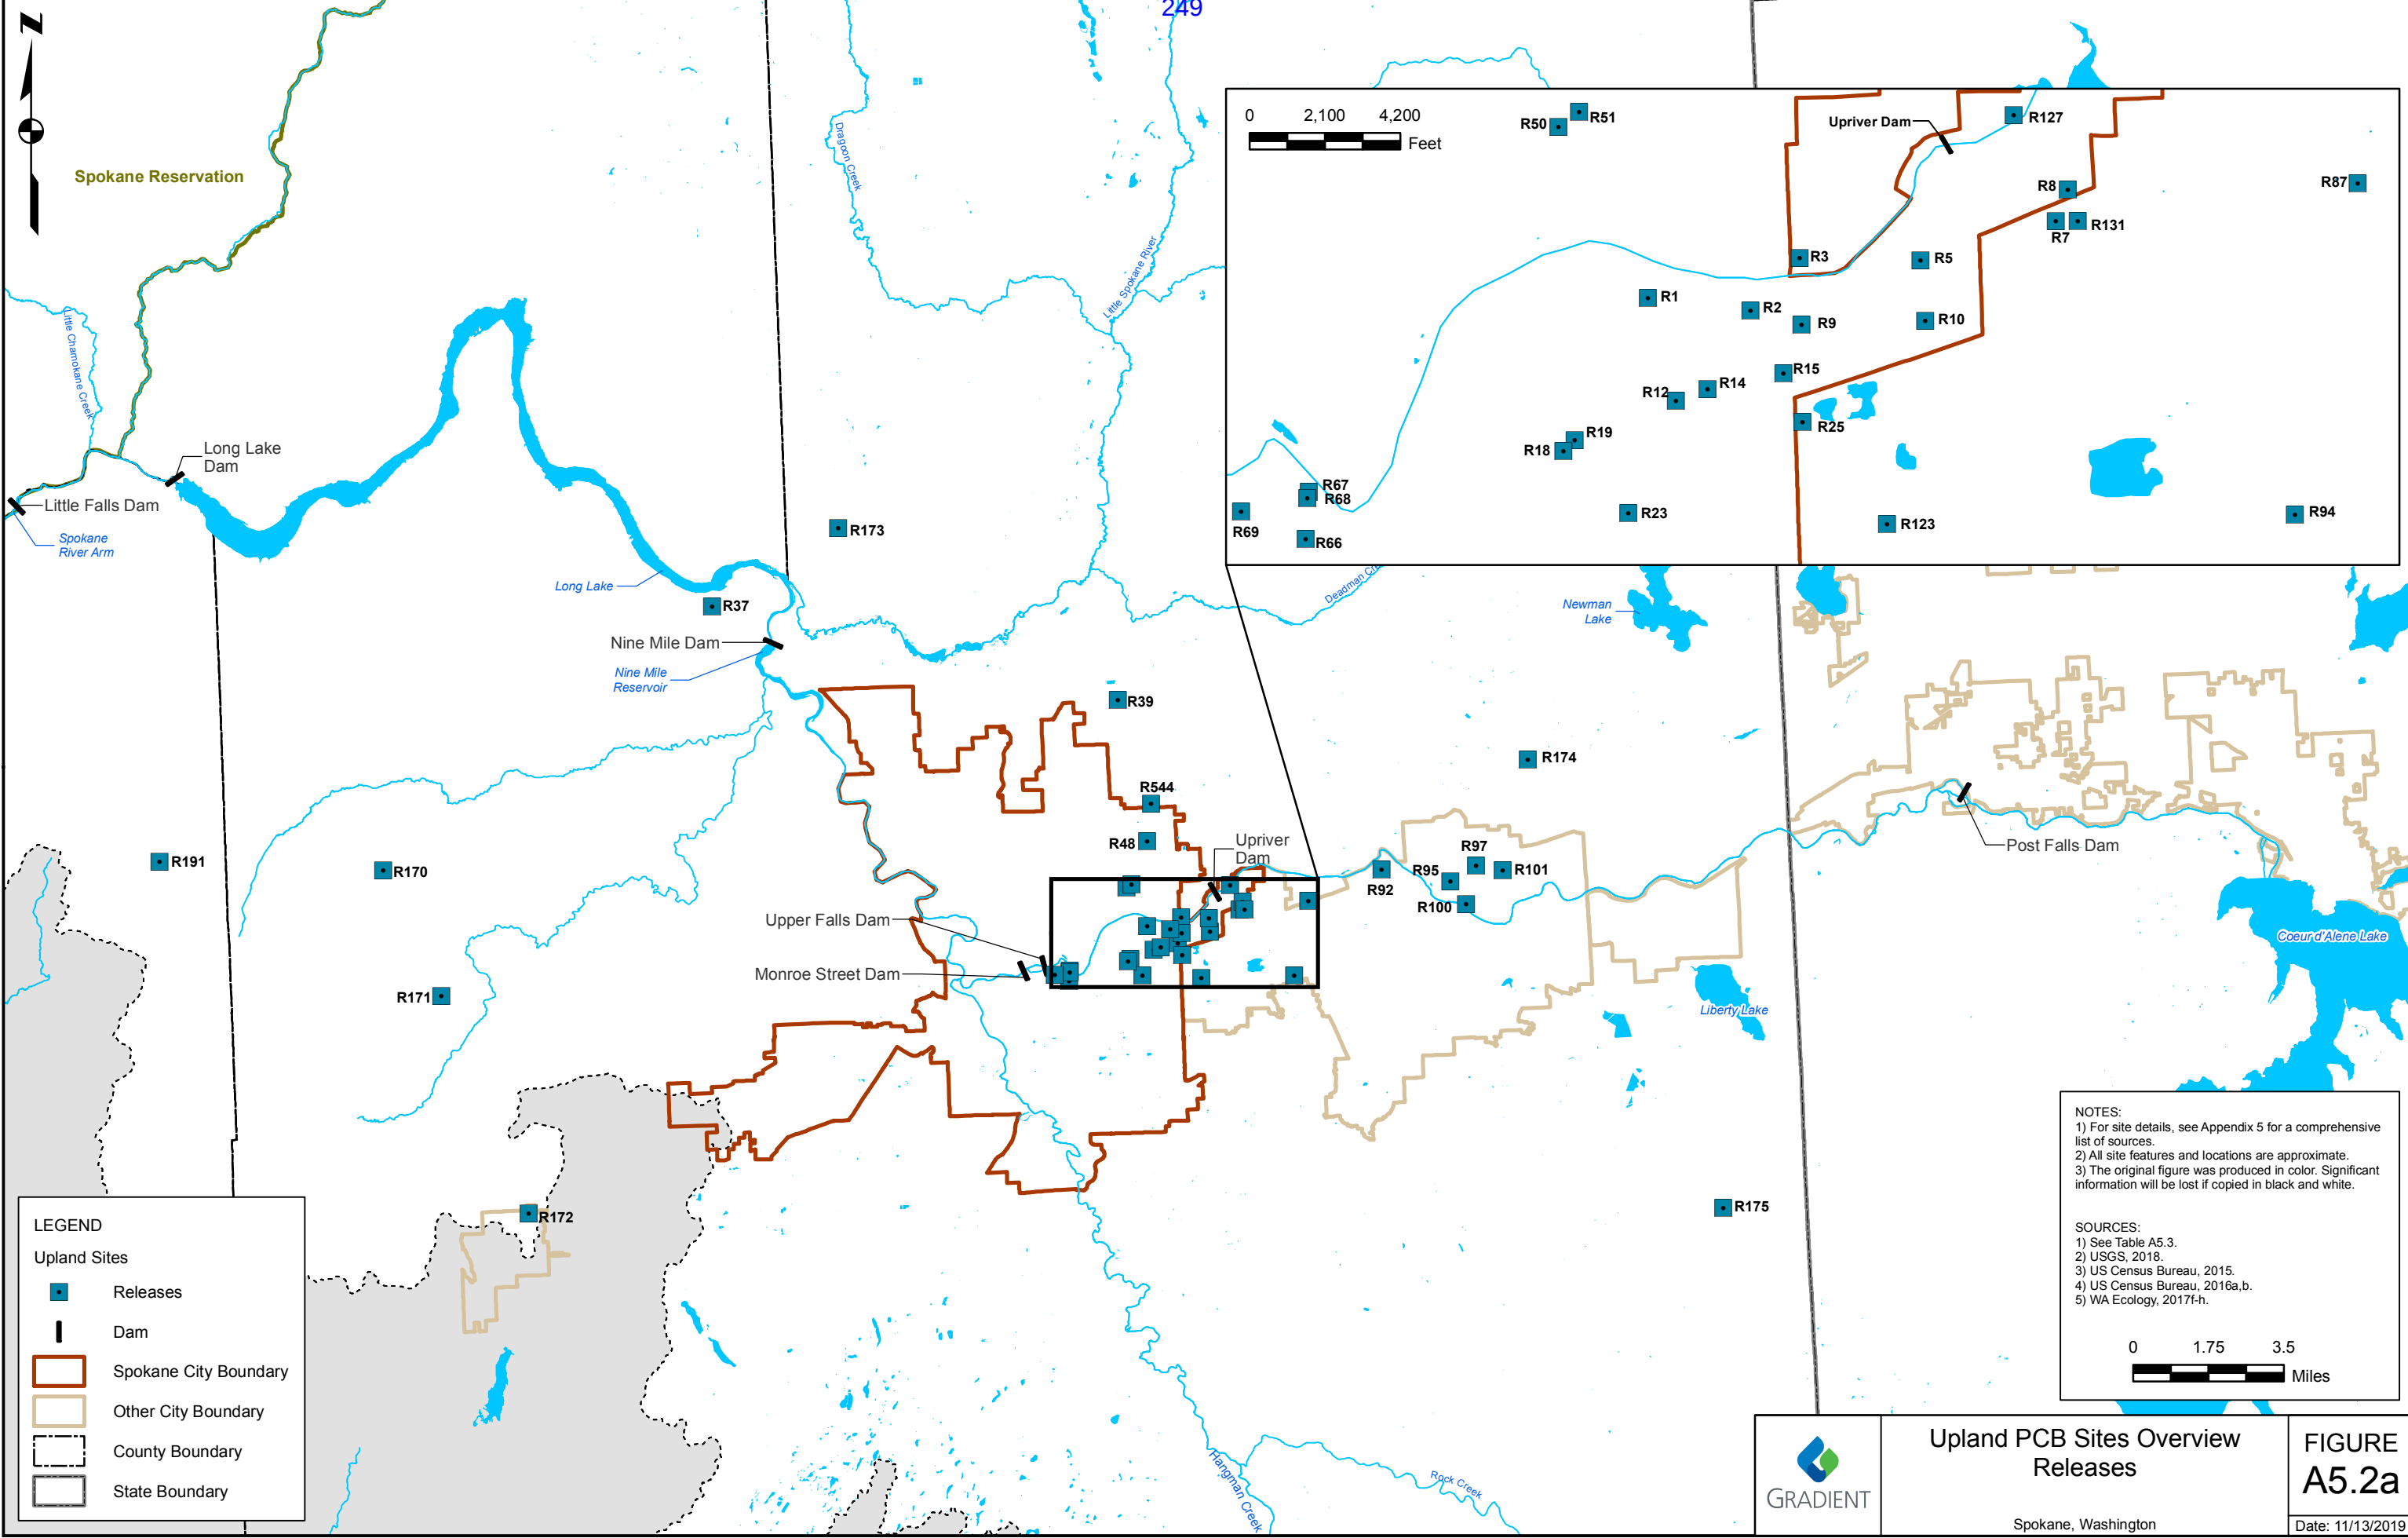 249
N
Spokane Reservation
Little Chamokane Creek
Long Lake
Dam
Little Falls Dam
Spokane
River Arm
Dragoon Creek
Little Spokane River
R173
Long Lake
R37
Nine Mile Dam
Nine Mile
Reservoir
Deadman Cre
Newman
Lake
0 2,100 4,200
Feet
R50
R51
Upriver Dam
R127
R8
R87
R7
R131
R3
R5
R1
R2
R9
R10
R15
R14
R12
R25
R19
R18
R67
R68
R69
R66
R23
R123
R94
R39
R174
R544
R48
Upriver
Dam
R92
R95
R97
R101
R100
Post Falls Dam
R191
R170
R171
Upper Falls Dam
Monroe Street Dam
Coeur d'Alene Lake
Liberty Lake
R172
R175
Hangman Creek
Rock Creek
LEGEND
Upland Sites
Releases
Dam
Spokane City Boundary
Other City Boundary
County Boundary
State Boundary
NOTES:
1) For site details, see Appendix 5 for a comprehensive
list of sources.
2) All site features and locations are approximate.
3) The original figure was produced in color. Significant
information will be lost if copied in black and white.
SOURCES:
1) See Table A5.3.
2) USGS, 2018.
3) US Census Bureau, 2015.
4) US Census Bureau, 2016a,b.
5) WA Ecology, 2017f-h.
0 1.75 3.5
Miles
GRADIENT
Upland PCB Sites Overview
Releases
Spokane, Washington
FIGURE
A5.2a
Date: 11/13/2019